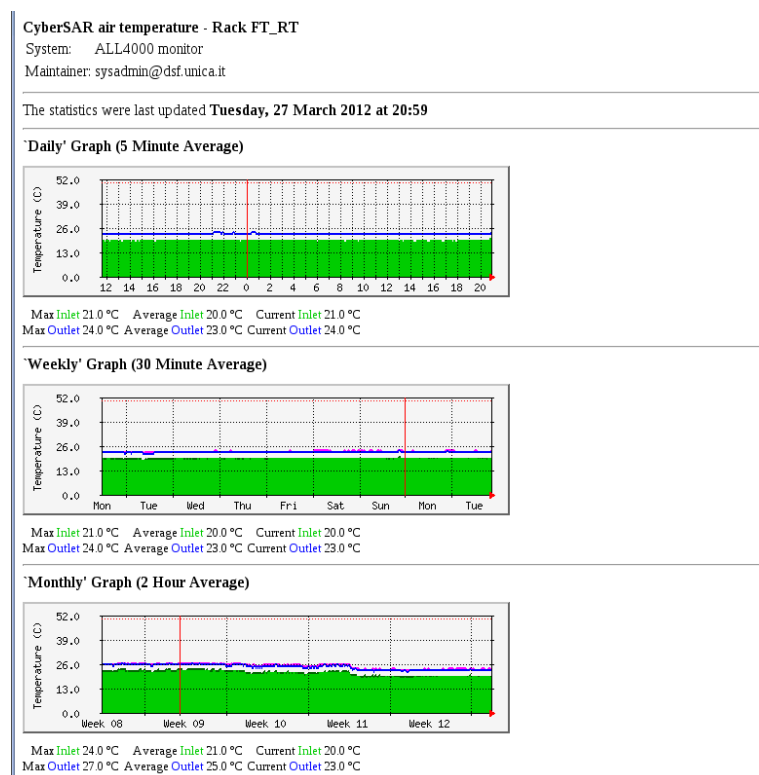 CyberSAR air temperature - Rack FT_RT
System: ALL4000 monitor
Maintainer: sysadmin@dsf.unica.it
The statistics were last updated Tuesday, 27 March 2012 at 20:59
`Daily' Graph (5 Minute Average)
Temperature (C)
52.0
39.0
26.0
13.0
0.0
12 14 16 18 20 22 0 2 4 6 8 10 12 14 16 18 20
Max Inlet 21.0 °C Average Inlet 20.0 °C Current Inlet 21.0 °C
Max Outlet 24.0 °C Average Outlet 23.0 °C Current Outlet 24.0 °C
`Weekly' Graph (30 Minute Average)
Temperature (C)
52.0
39.0
26.0
13.0
0.0
Mon Tue Wed Thu Fri Sat Sun Mon Tue
Max Inlet 21.0 °C Average Inlet 20.0 °C Current Inlet 20.0 °C
Max Outlet 24.0 °C Average Outlet 23.0 °C Current Outlet 23.0 °C
`Monthly' Graph (2 Hour Average)
Temperature (C)
52.0
39.0
26.0
13.0
0.0
Week 08 Week 09 Week 10 Week 11 Week 12
Max Inlet 24.0 °C Average Inlet 21.0 °C Current Inlet 20.0 °C
Max Outlet 27.0 °C Average Outlet 25.0 °C Current Outlet 23.0 °C